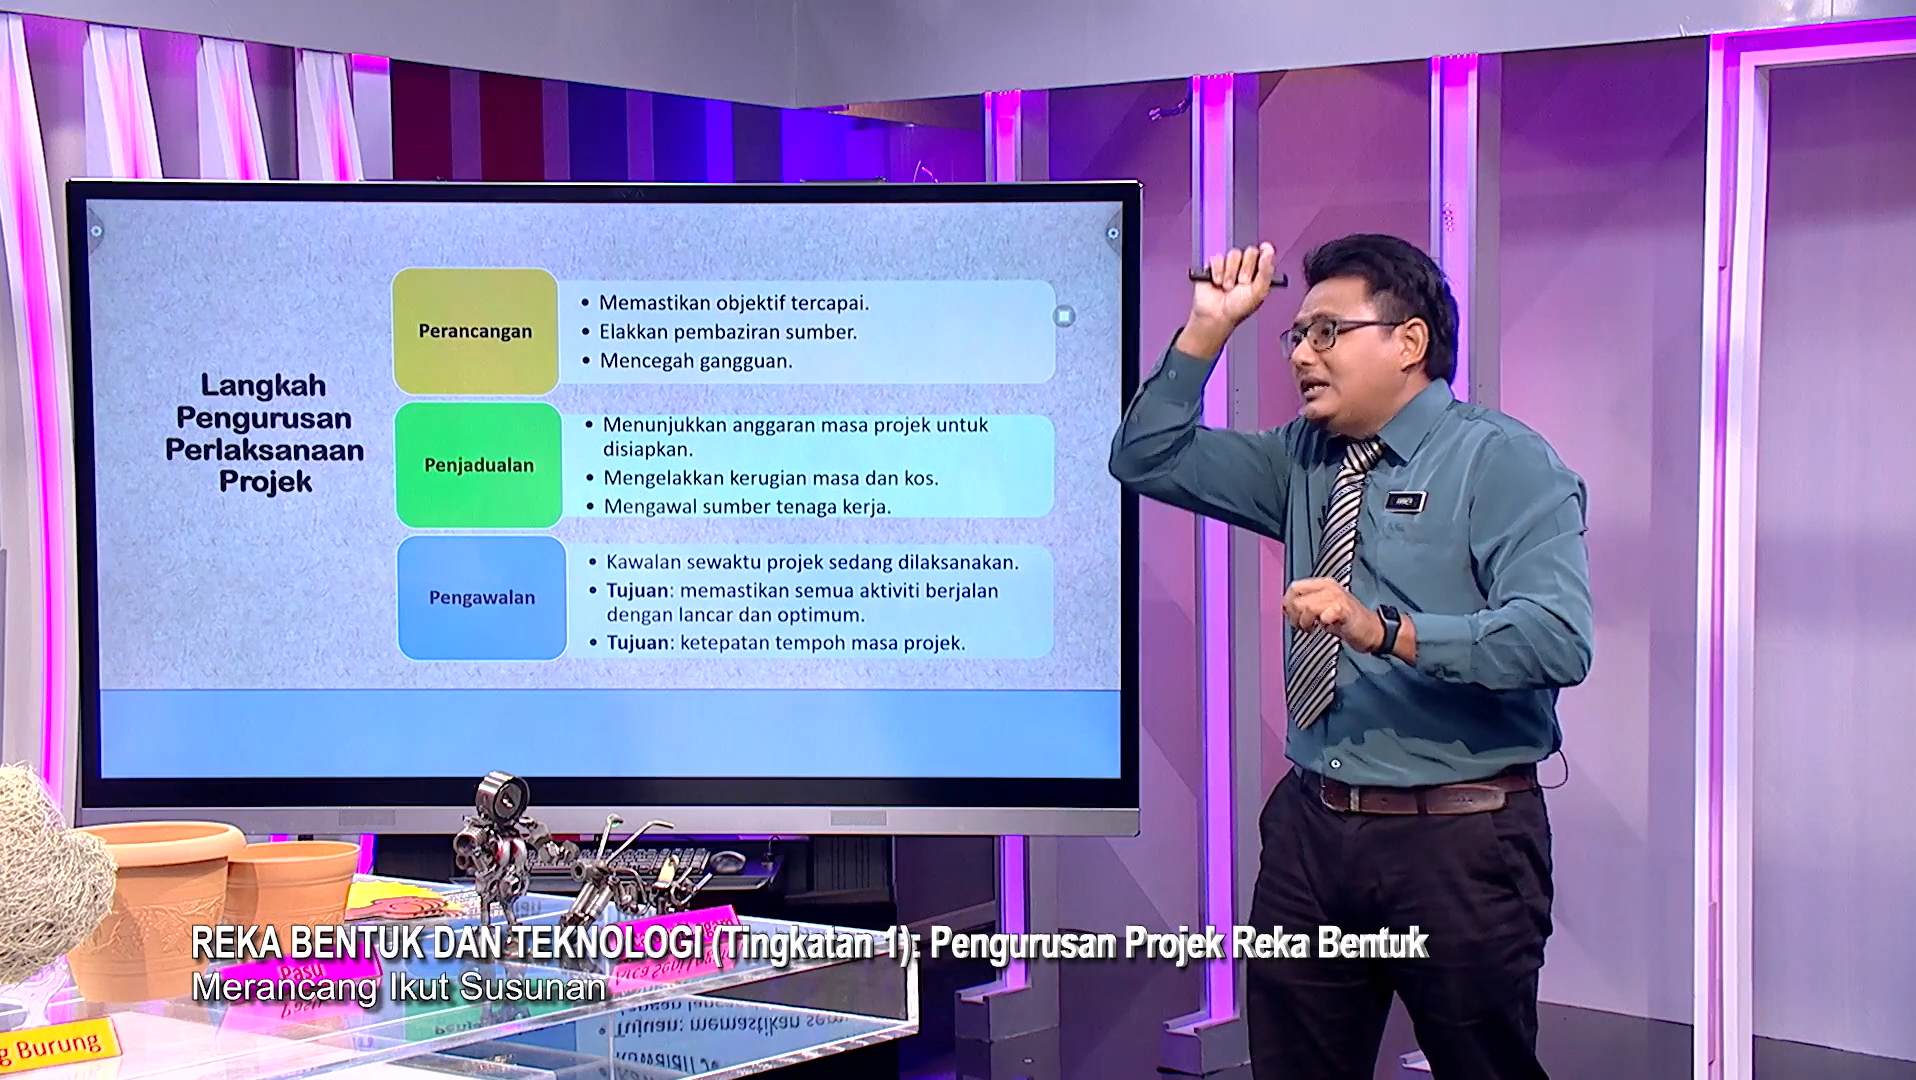 Langkah
Pengurusan
Perlaksanaan
Projek
Perancangan
• Memastikan objektif tercapai.
• Elakkan pembaziran sumber.
• Mencegah gangguan.
Penjadualan
• Menunjukkan anggaran masa projek untuk
disiapkan.
• Mengelakkan kerugian masa dan kos.
• Mengawal sumber tenaga kerja.
Pengawalan
• Kawalan sewaktu projek sedang dilaksanakan.
• Tujuan: memastikan semua aktiviti berjalan
dengan lancar dan optimum.
• Tujuan: ketepatan tempoh masa projek.
REKA BENTUK DAN TEKNOLOGI (Tingkatan 1): Pengurusan Projek Reka Bentuk
Merancang Ikut Susunan
Pasu
g Burung